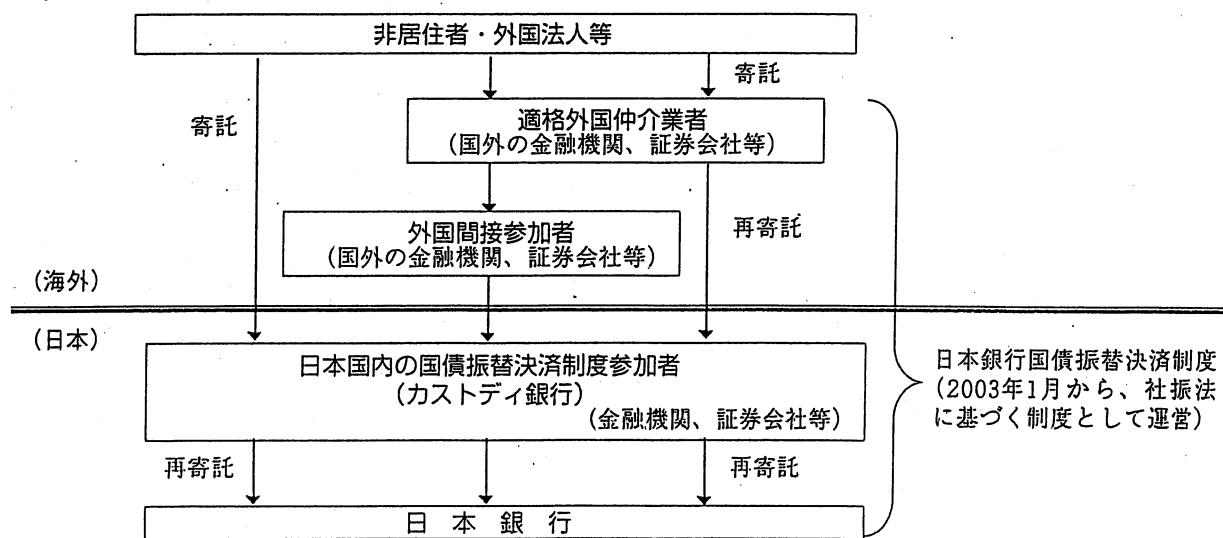 非居住者・外国法人等
寄託
寄託
適格外国仲介業者
(国外の金融機関、証券会社等)
再寄託
外国間接参加者
(国外の金融機関、証券会社等)
(海外)
(日本)
日本国内の国債振替決済制度参加者
(カストディ銀行)
(金融機関、証券会社等)
日本銀行国債振替決済制度
(2003年1月から、社振法
に基づく制度として運営)
再寄託
再寄託
日本銀行